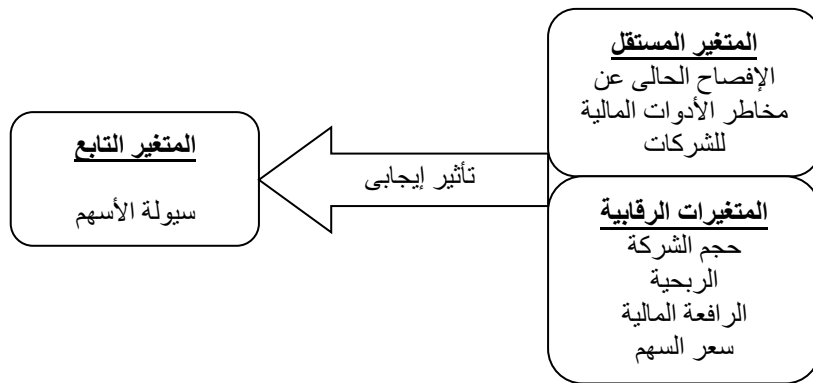 المتغير المستقل
الإفصاح الحالى عن
مخاطر الأدوات المالية
للشركات
المتغير التابع
سيولة الأسهم
تأثير إيجابى
المتغيرات الرقابية
حجم الشركة
الربحية
الرافعة المالية
سعر السهم